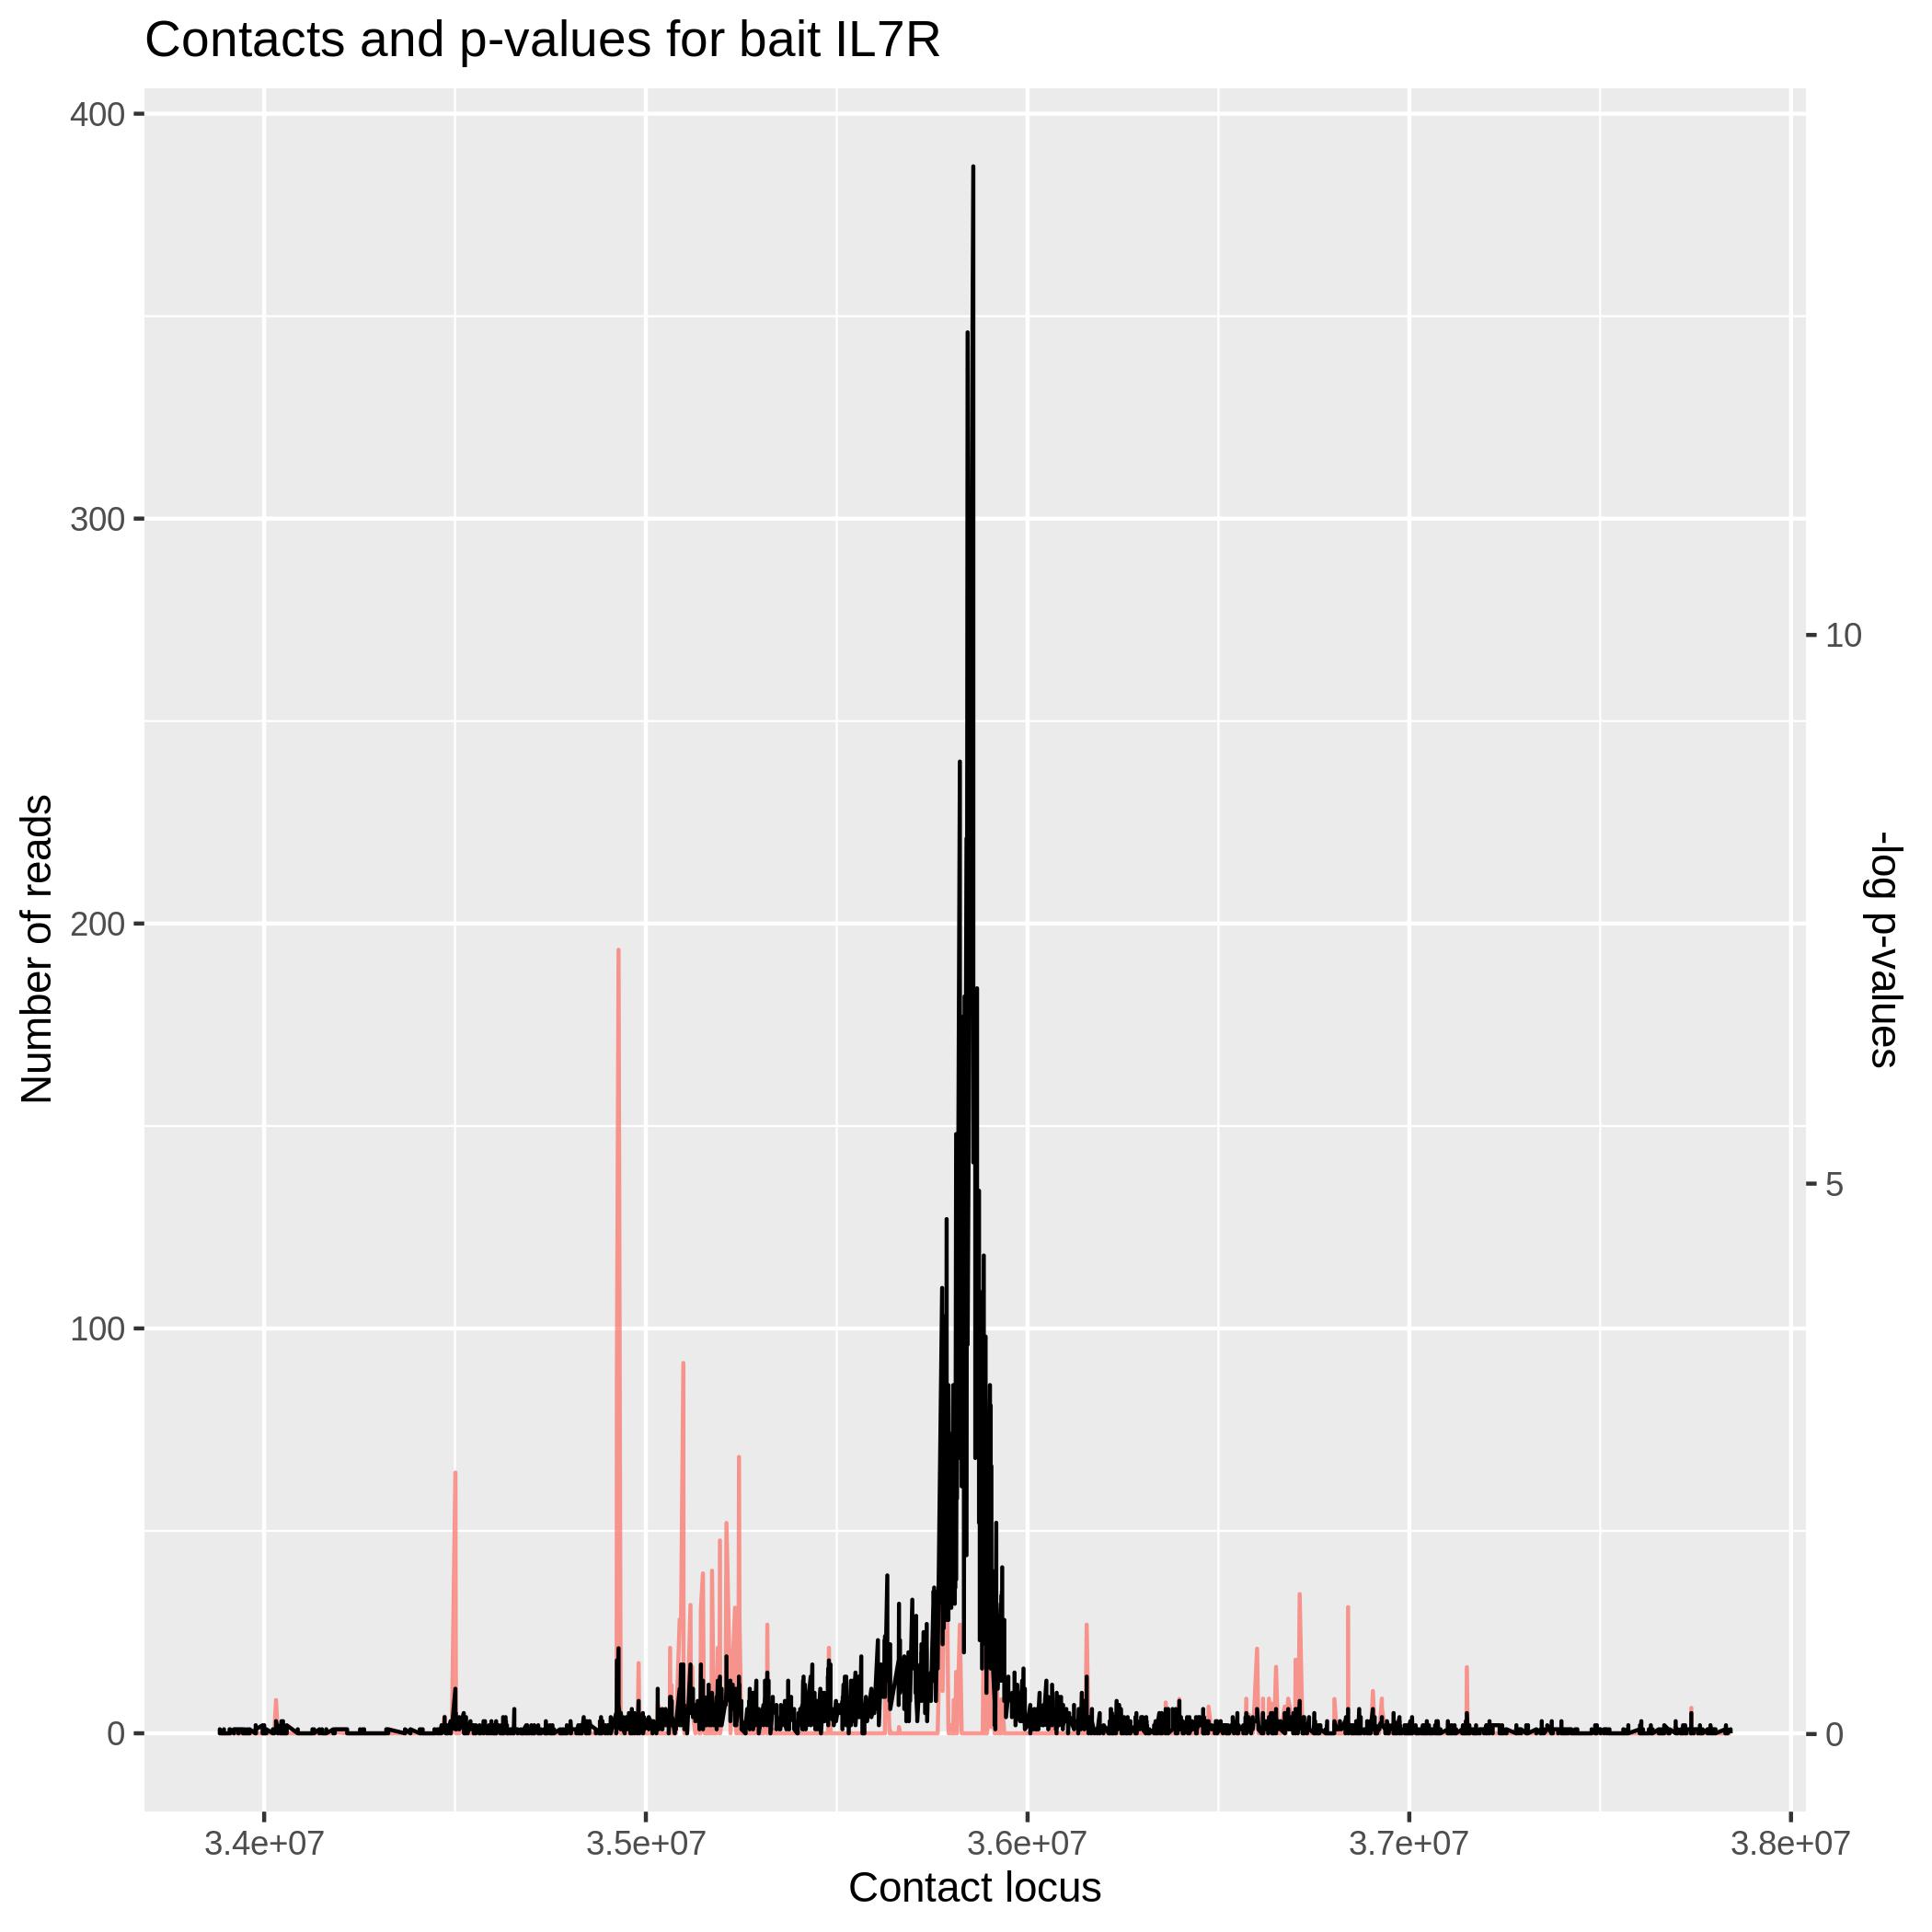 Contacts and p-values for bait IL7R
400
300
200
100
0
Number of reads
10
5
0
-log p-values
3.4e+07
3.5e+07
3.6e+07
3.7e+07
3.8e+07
Contact locus